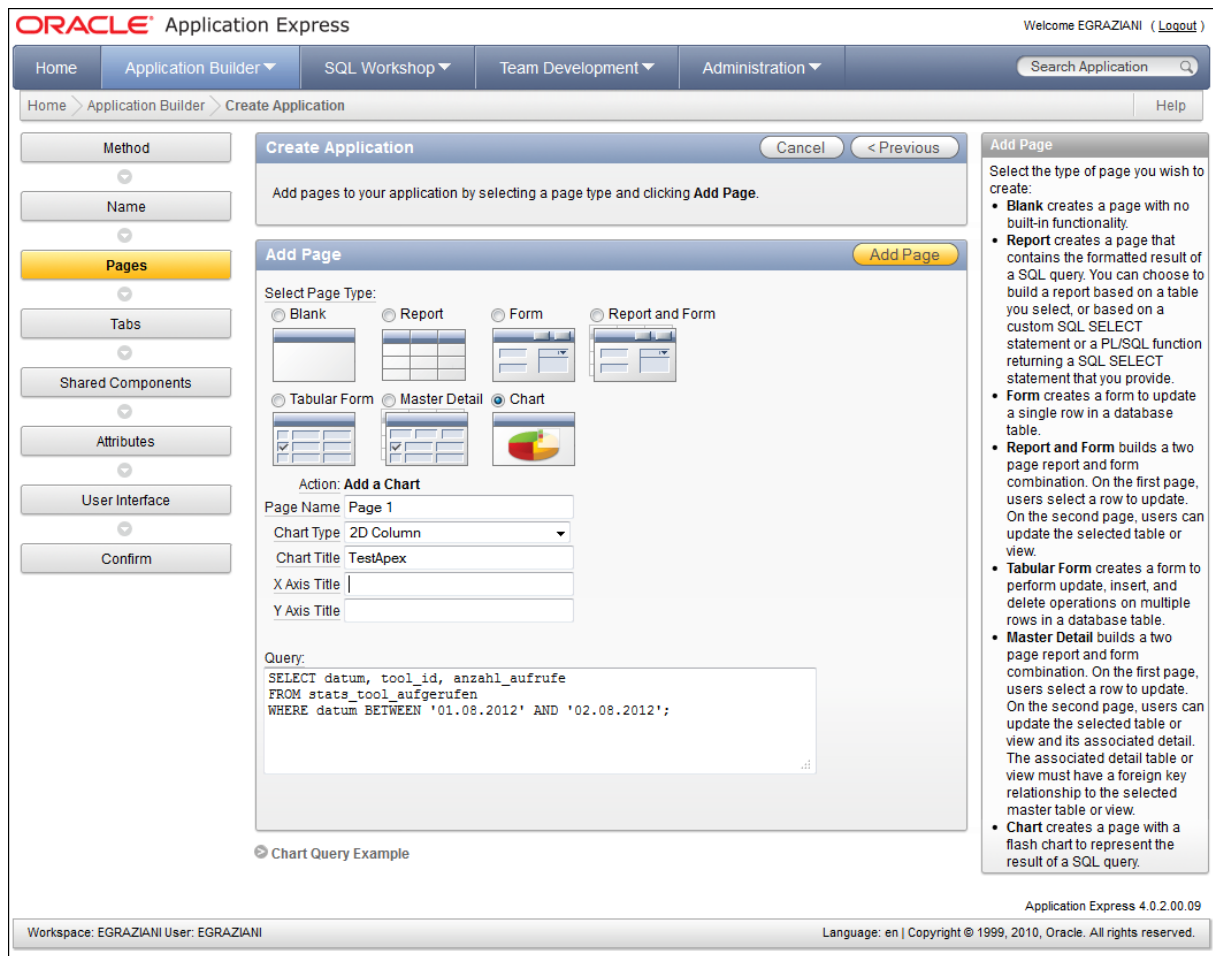 ORACLE Application Express
Welcome EGRAZIANI ( Logout )
Home
Application Builder
SQL Workshop
Team Development
Administration
Search Application
Home Application Builder Create Application
Help
Method
Name
Pages
Tabs
Shared Components
Attributes
User Interface
Confirm
Create Application
Cancel
< Previous
Add pages to your application by selecting a page type and clicking Add Page.
Add Page
Add Page
Select Page Type:
Blank
Report
Form
Report and Form
Tabular Form
Master Detail
Chart
Action: Add a Chart
Page Name Page 1
Chart Type 2D Column
Chart Title TestApex
X Axis Title
Y Axis Title
Query:
SELECT datum, tool_id, anzahl_aufrufe
FROM stats_tool_aufgerufen
WHERE datum BETWEEN '01.08.2012' AND '02.08.2012';
Chart Query Example
Add Page
Select the type of page you wish to
create:
• Blank creates a page with no
built-in functionality.
• Report creates a page that
contains the formatted result of
a SQL query. You can choose to
build a report based on a table
you select, or based on a
custom SQL SELECT
statement or a PL/SQL function
returning a SQL SELECT
statement that you provide.
• Form creates a form to update
a single row in a database
table.
• Report and Form builds a two
page report and form
combination. On the first page,
users select a row to update.
On the second page, users can
update the selected table or
view.
• Tabular Form creates a form to
perform update, insert, and
delete operations on multiple
rows in a database table.
• Master Detail builds a two
page report and form
combination. On the first page,
users select a row to update.
On the second page, users can
update the selected table or
view and its associated detail.
The associated detail table or
view must have a foreign key
relationship to the selected
master table or view.
• Chart creates a page with a
flash chart to represent the
result of a SQL query.
Application Express 4.0.2.00.09
Workspace: EGRAZIANI User: EGRAZIANI
Language: en | Copyright © 1999, 2010, Oracle. All rights reserved.